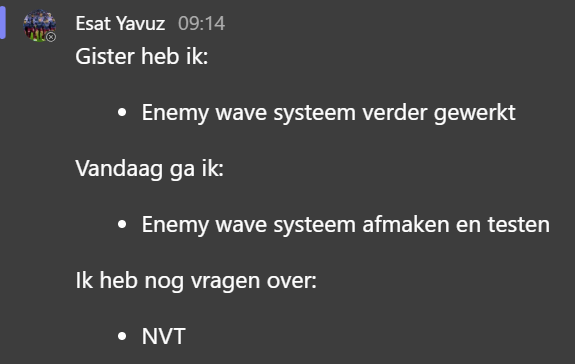 Esat Yavuz 09:14
Gister heb ik:
• Enemy wave systeem verder gewerkt
Vandaag ga ik:
• Enemy wave systeem afmaken en testen
Ik heb nog vragen over:
• NVT